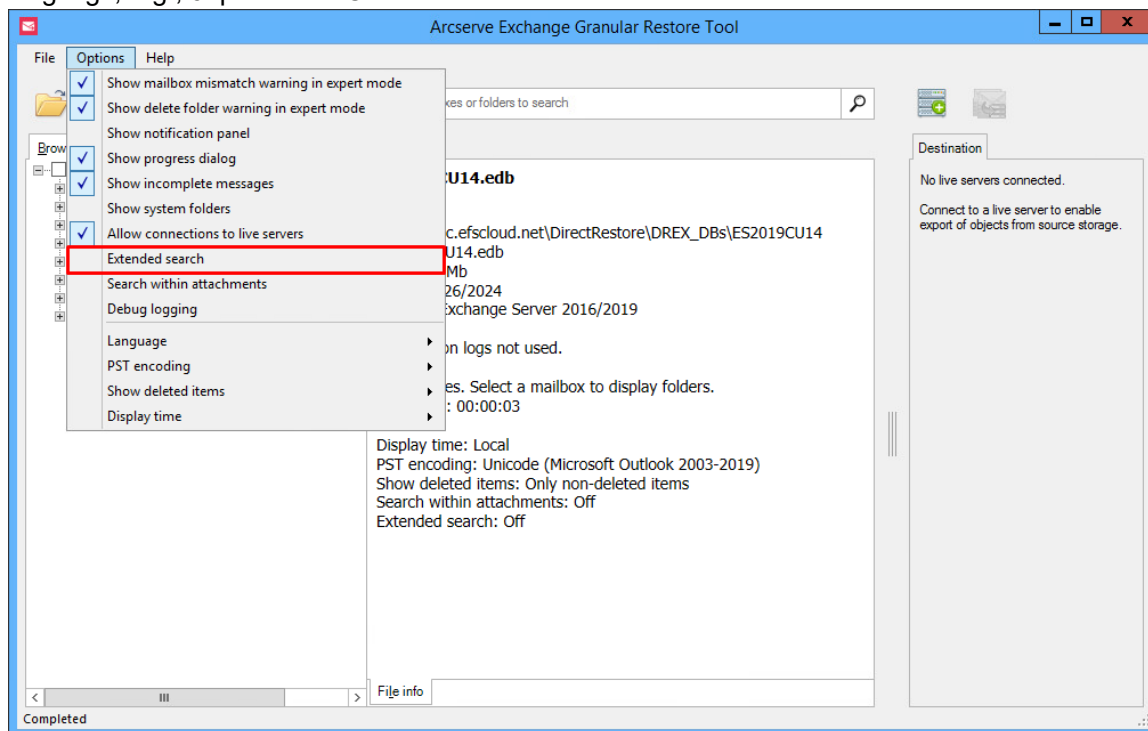 Arcserve Exchange Granular Restore Tool
File Options Help
Show mailbox mismatch warning in expert mode
Show delete folder warning in expert mode
Show notification panel
Show progress dialog
Show incomplete messages
Show system folders
Allow connections to live servers
Extended search
Search within attachments
Debug logging
Language
PST encoding
Show deleted items
Display time
or folders to search
Brow
U14.edb
c.efscloud.net\DirectRestore\DREX_DBs\ES2019CU14
U14.edb
Mb
26/2024
Exchange Server 2016/2019
on logs not used.
es. Select a mailbox to display folders.
: 00:00:03
Display time: Local
PST encoding: Unicode (Microsoft Outlook 2003-2019)
Show deleted items: Only non-deleted items
Search within attachments: Off
Extended search: Off
File info
Destination
No live servers connected.
Connect to a live server to enable
export of objects from source storage.
Completed